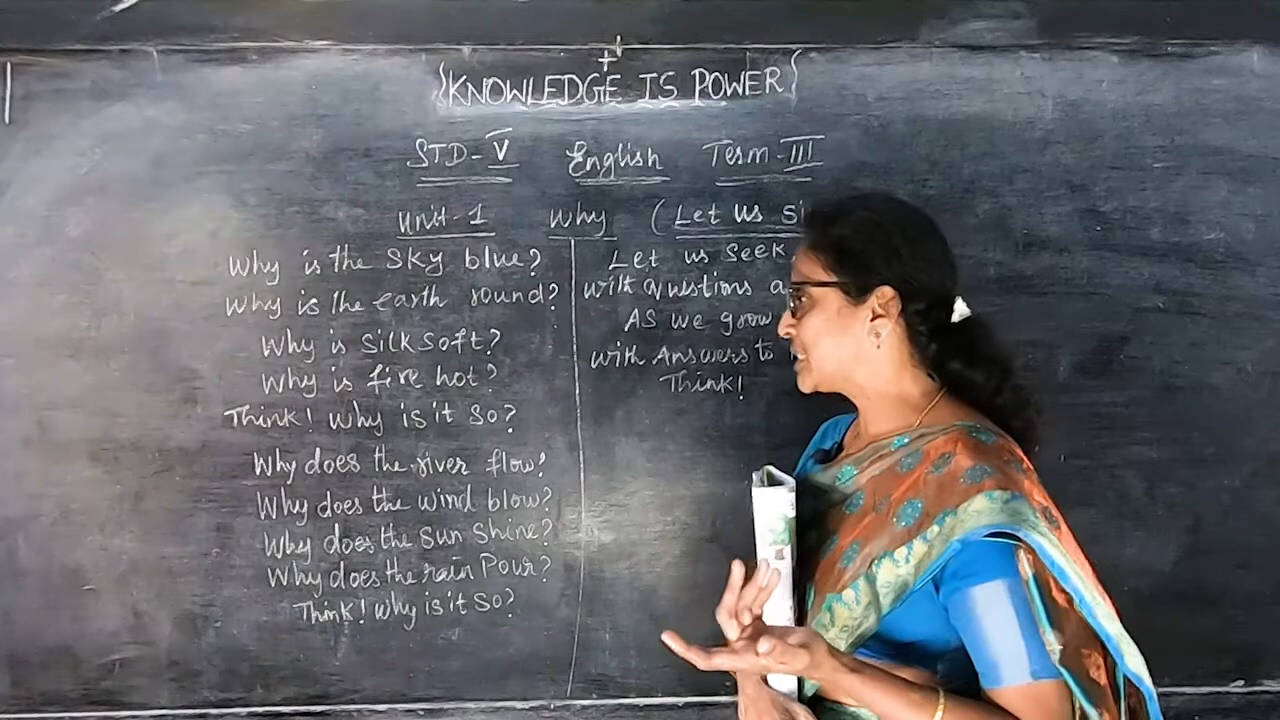 {KNOWLEDGE IS POWER}
STD-V English Term-III
Unit-1 Why (Let us Si
Why is the Sky blue?
Why is the earth round?
Why is Silk Soft?
Why is fire hot?
Think! Why is it So?
Why does the river flow?
Why does the wind blow?
Why does the Sun Shine?
Why does the rain Pour?
Think! Why is it So?
Let us Seek
with questions a
As we grow
with Answers to
Think!